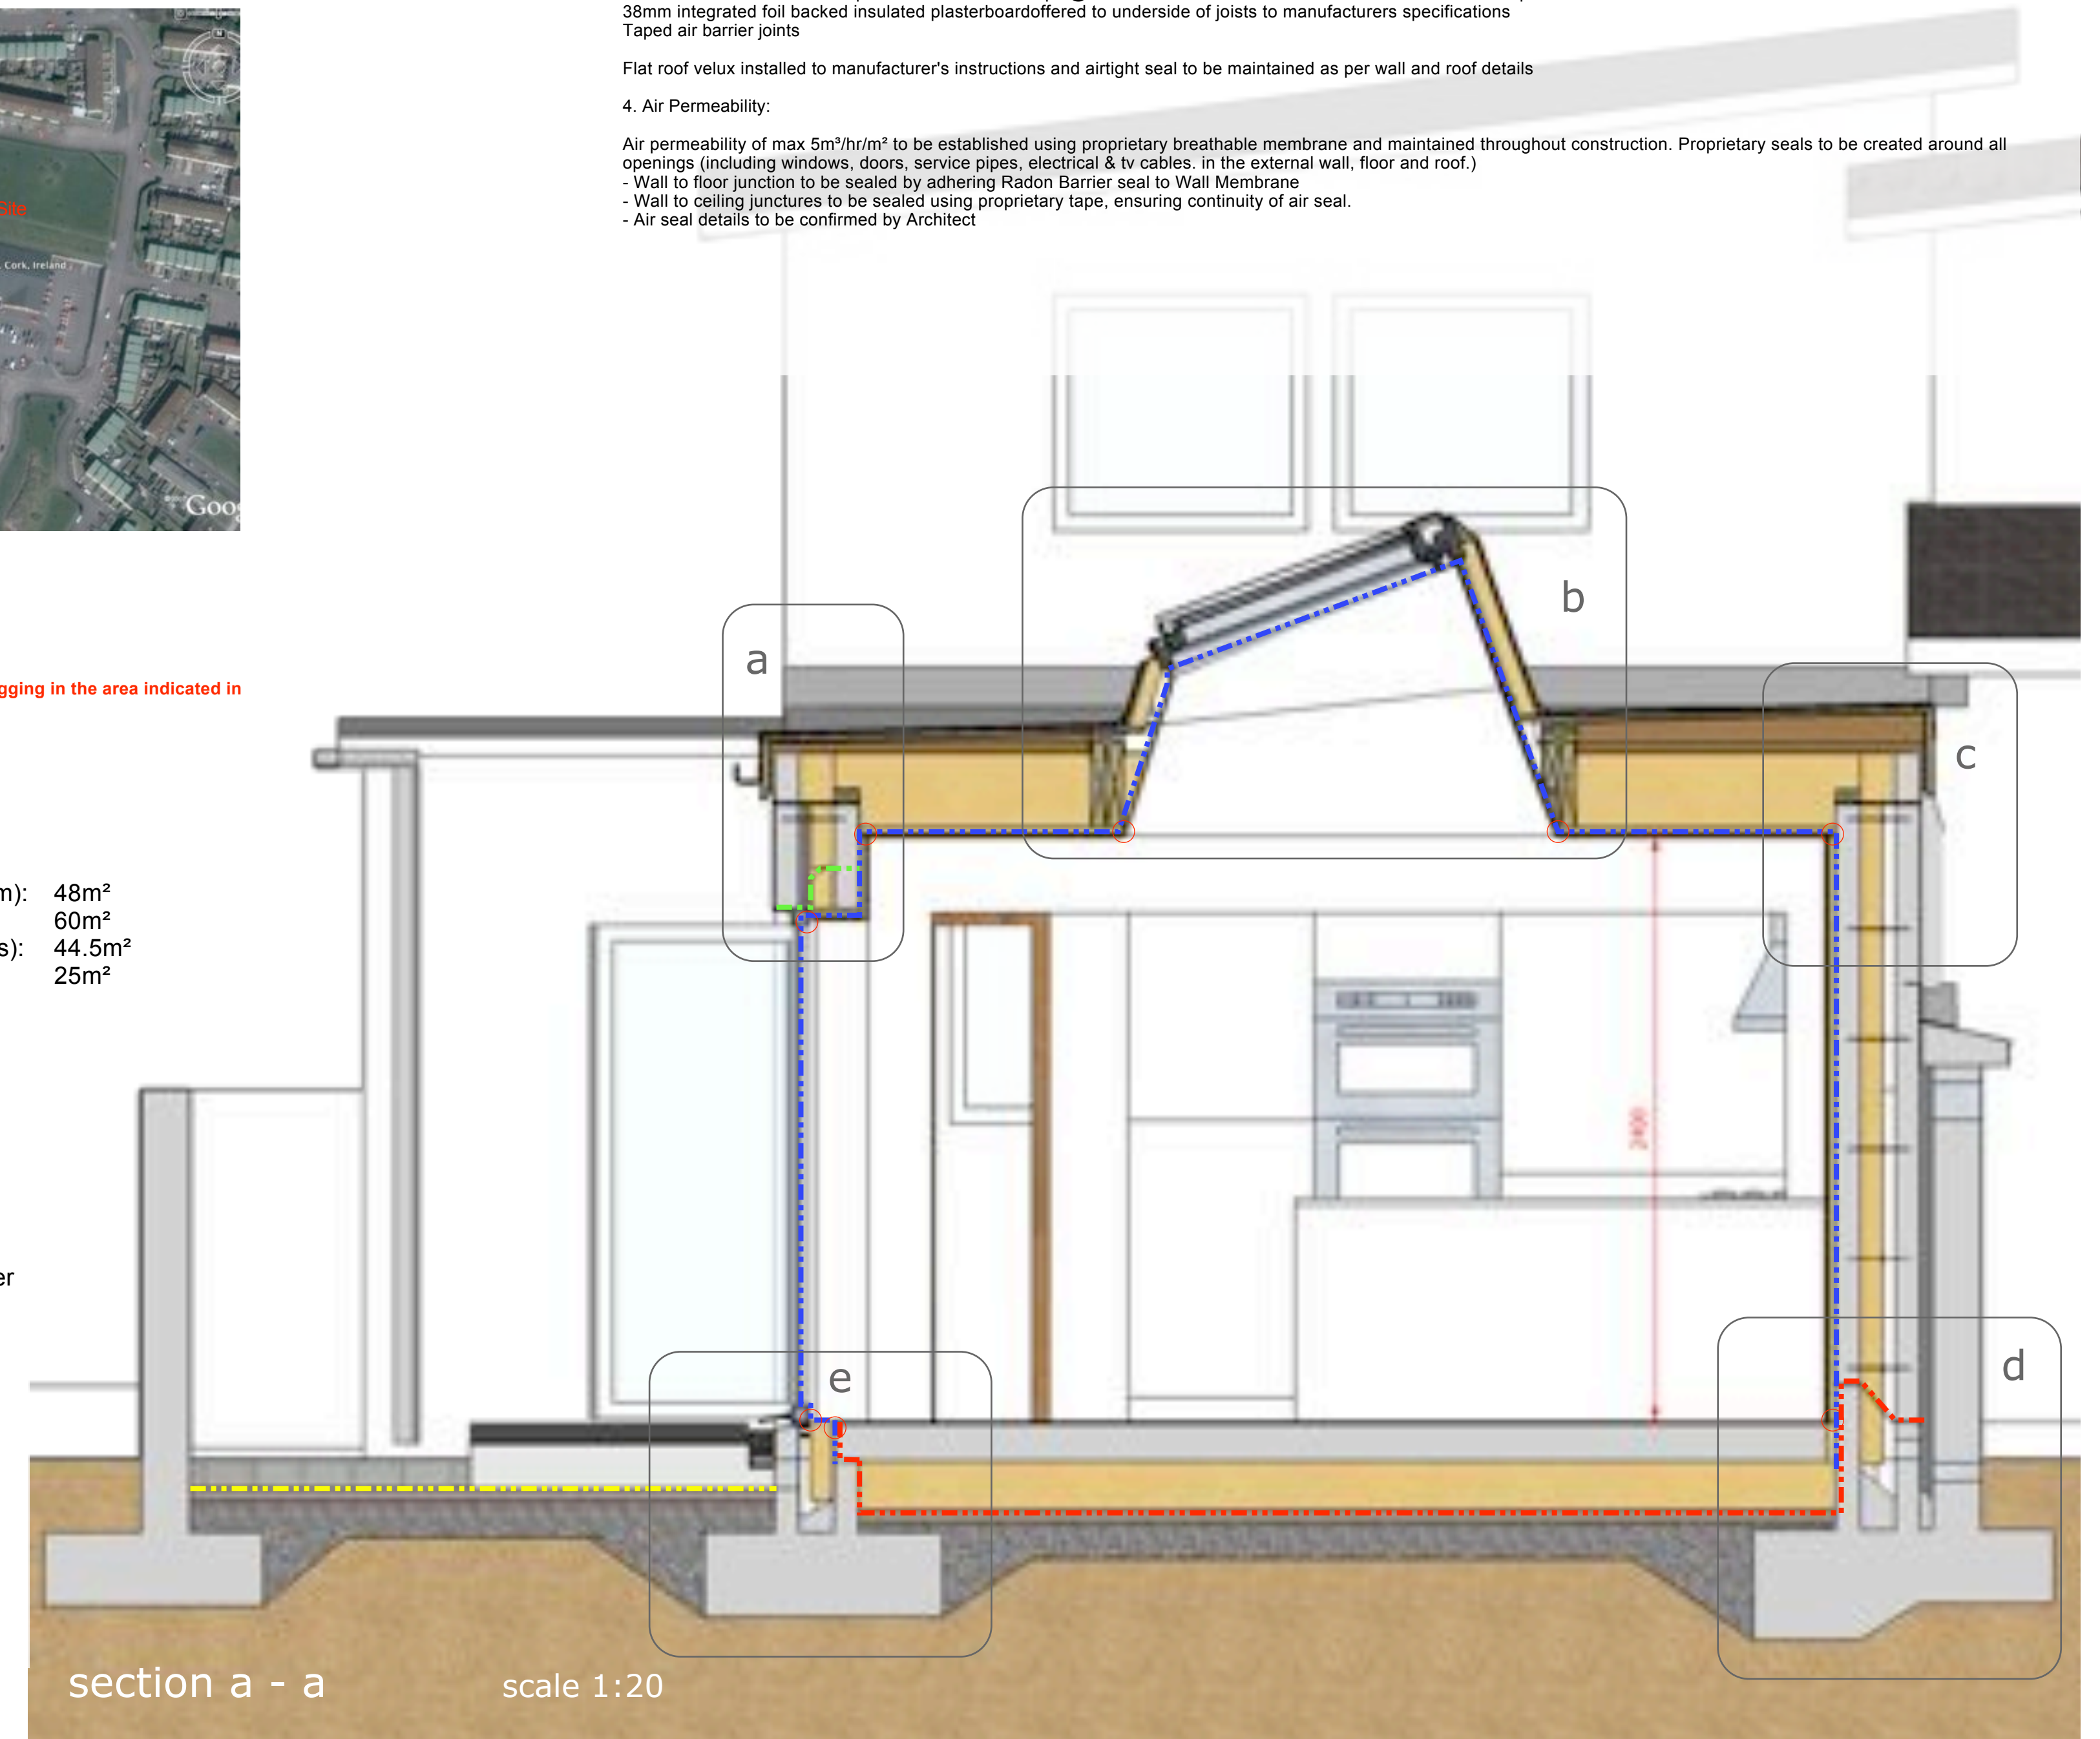 38mm integrated foil backed insulated plasterboardoffered to underside of joists to manufacturers specifications
Taped air barrier joints
Flat roof velux installed to manufacturer's instructions and airtight seal to be maintained as per wall and roof details
4. Air Permeability:
Air permeability of max 5m³/hr/m² to be established using proprietary breathable membrane and maintained throughout construction. Proprietary seals to be created around all
openings (including windows, doors, service pipes, electrical & tv cables. in the external wall, floor and roof.)
- Wall to floor junction to be sealed by adhering Radon Barrier seal to Wall Membrane
- Wall to ceiling junctures to be sealed using proprietary tape, ensuring continuity of air seal.
- Air seal details to be confirmed by Architect
N
Site
Cork, Ireland
Goog
gging in the area indicated in
m): 48m²
60m²
s): 44.5m²
25m²
er
a
b
c
2400
e
d
section a - a
scale 1:20